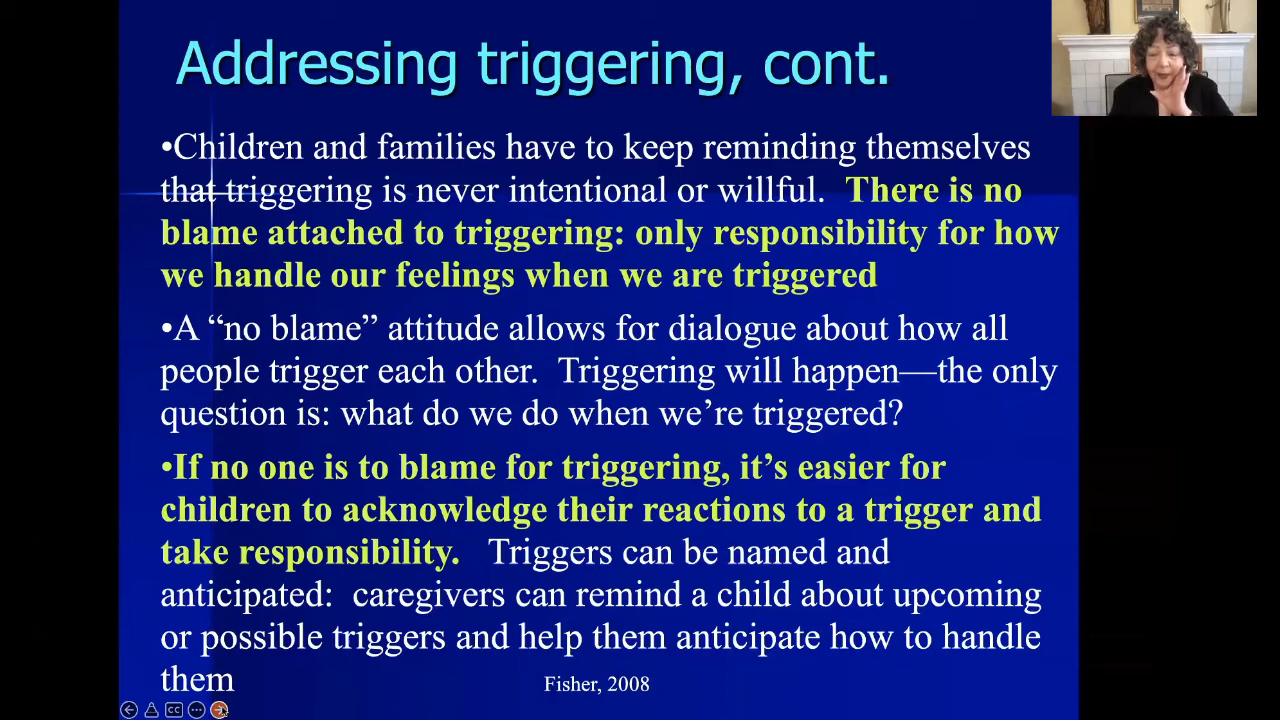 Addressing triggering, cont.
•Children and families have to keep reminding themselves
that triggering is never intentional or willful.  There is no
blame attached to triggering: only responsibility for how
we handle our feelings when we are triggered
•A “no blame” attitude allows for dialogue about how all
people trigger each other.  Triggering will happen—the only
question is: what do we do when we’re triggered?
•If no one is to blame for triggering, it’s easier for
children to acknowledge their reactions to a trigger and
take responsibility.   Triggers can be named and
anticipated:  caregivers can remind a child about upcoming
or possible triggers and help them anticipate how to handle
them
Fisher, 2008
CC